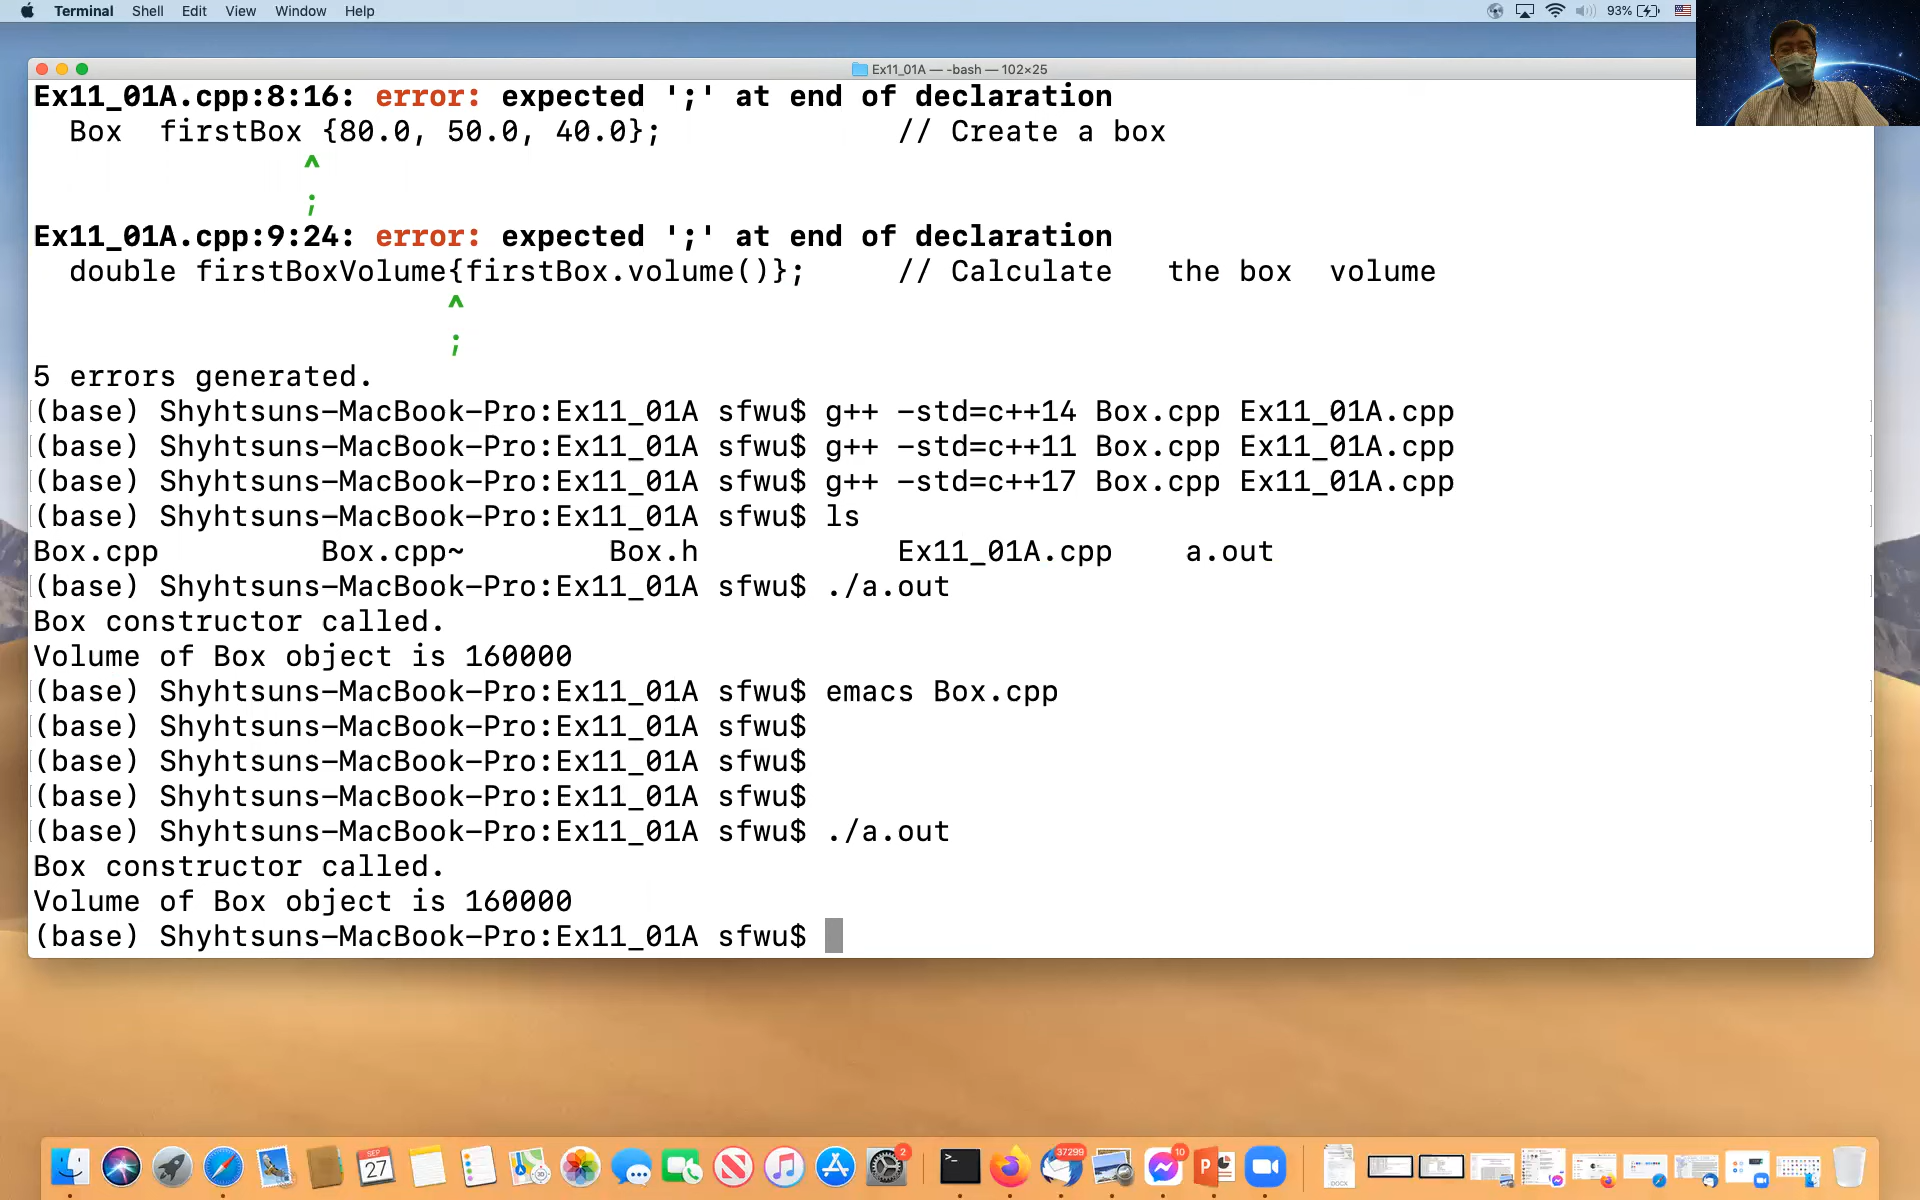 Terminal Shell Edit View Window Help 93%
Ex11_01A — -bash — 102×25
Ex11_01A.cpp:8:16: error: expected ';' at end of declaration
  Box  firstBox {80.0, 50.0, 40.0};             // Create a box
^
;
Ex11_01A.cpp:9:24: error: expected ';' at end of declaration
  double firstBoxVolume{firstBox.volume()};     // Calculate   the box  volume
^
;
5 errors generated.
(base) Shyhtsuns-MacBook-Pro:Ex11_01A sfwu$ g++ -std=c++14 Box.cpp Ex11_01A.cpp
(base) Shyhtsuns-MacBook-Pro:Ex11_01A sfwu$ g++ -std=c++11 Box.cpp Ex11_01A.cpp
(base) Shyhtsuns-MacBook-Pro:Ex11_01A sfwu$ g++ -std=c++17 Box.cpp Ex11_01A.cpp
(base) Shyhtsuns-MacBook-Pro:Ex11_01A sfwu$ ls
Box.cpp         Box.cpp~        Box.h           Ex11_01A.cpp    a.out
(base) Shyhtsuns-MacBook-Pro:Ex11_01A sfwu$ ./a.out
Box constructor called.
Volume of Box object is 160000
(base) Shyhtsuns-MacBook-Pro:Ex11_01A sfwu$ emacs Box.cpp
(base) Shyhtsuns-MacBook-Pro:Ex11_01A sfwu$
(base) Shyhtsuns-MacBook-Pro:Ex11_01A sfwu$
(base) Shyhtsuns-MacBook-Pro:Ex11_01A sfwu$
(base) Shyhtsuns-MacBook-Pro:Ex11_01A sfwu$ ./a.out
Box constructor called.
Volume of Box object is 160000
(base) Shyhtsuns-MacBook-Pro:Ex11_01A sfwu$
SEP 27 2 >_ 37299 10 P DOCX